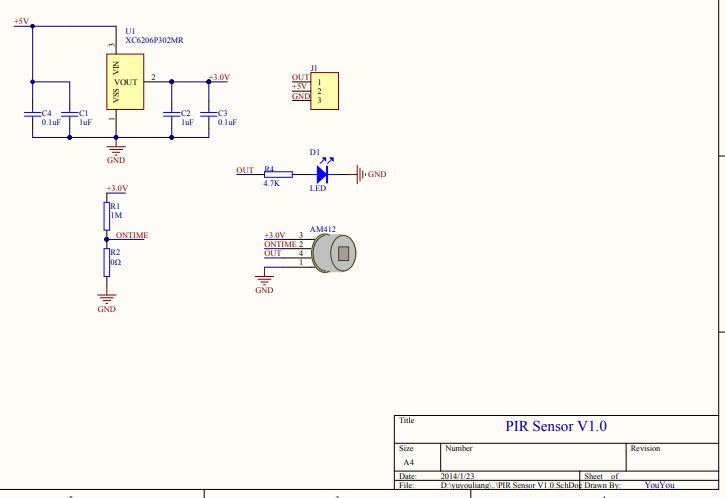 +5V
U1
XC6206P302MR
3
VIN
VOUT
VSS
2
+3.0V
1
C4
0.1uF
C1
1uF
C2
1uF
C3
0.1uF
GND
J1
OUT
+5V
GND
1
2
3
D1
OUT
R4
4.7K
LED
GND
+3.0V
R1
1M
ONTIME
R2
0Ω
GND
AM412
+3.0V 3
ONTIME 2
OUT 4
1
GND
Title
PIR Sensor V1.0
Size
Number
Revision
A4
Date: 2014/1/23 Sheet of
File: D:\yuyouliang\..\PIR Sensor V1.0.SchDoc Drawn By: YouYou